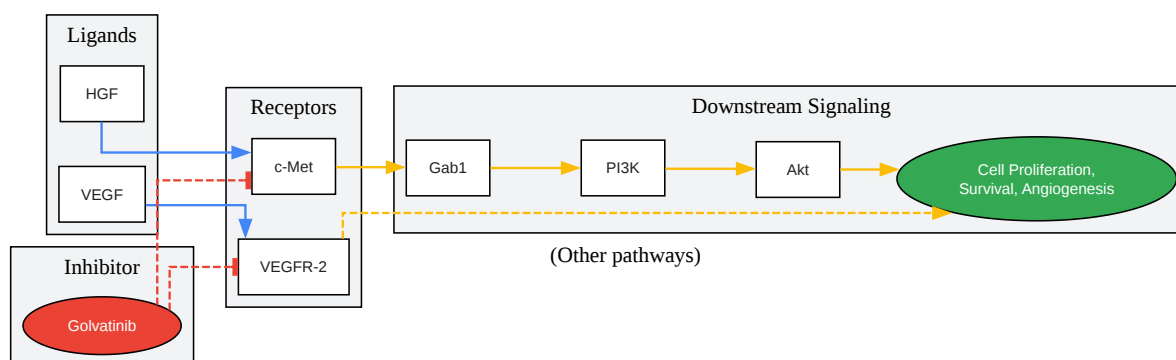 Ligands
HGF
VEGF
Inhibitor
Golvatinib
Receptors
c-Met
VEGFR-2
Downstream Signaling
Gab1
PI3K
Akt
Cell Proliferation,
Survival, Angiogenesis
(Other pathways)